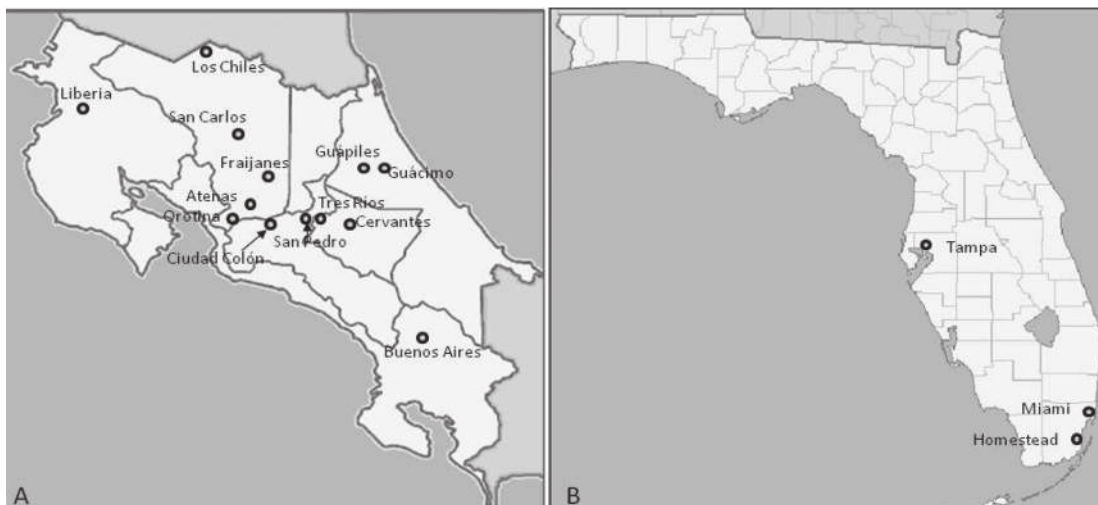 Los Chiles
Liberia
San Carlos
Guápiles
Fraijanes
Guácimo
Atenas
Tres Ríos
Orotina
Cervantes
San Pedro
Ciudad Colón
Buenos Aires
A
Tampa
Miami
Homestead
B